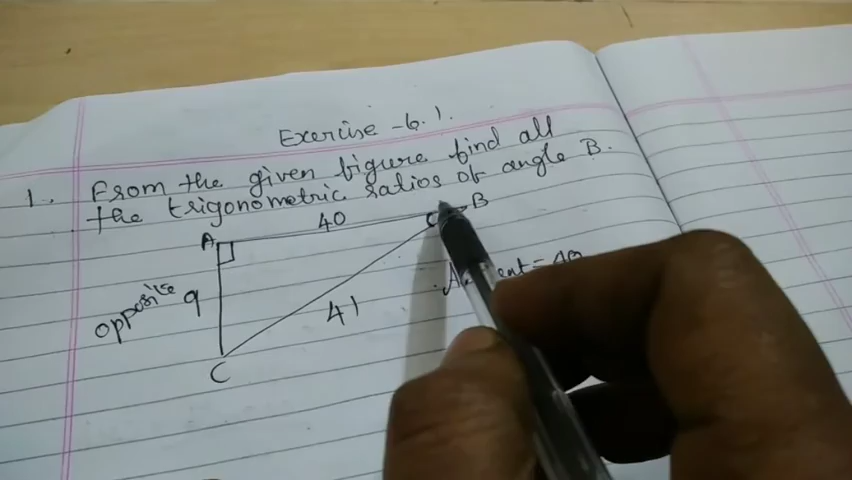 Exercise - 6.1.
1. From the given figure find all
the trigonometric ratios of angle B.
A 40 B
opposite 9
41
C